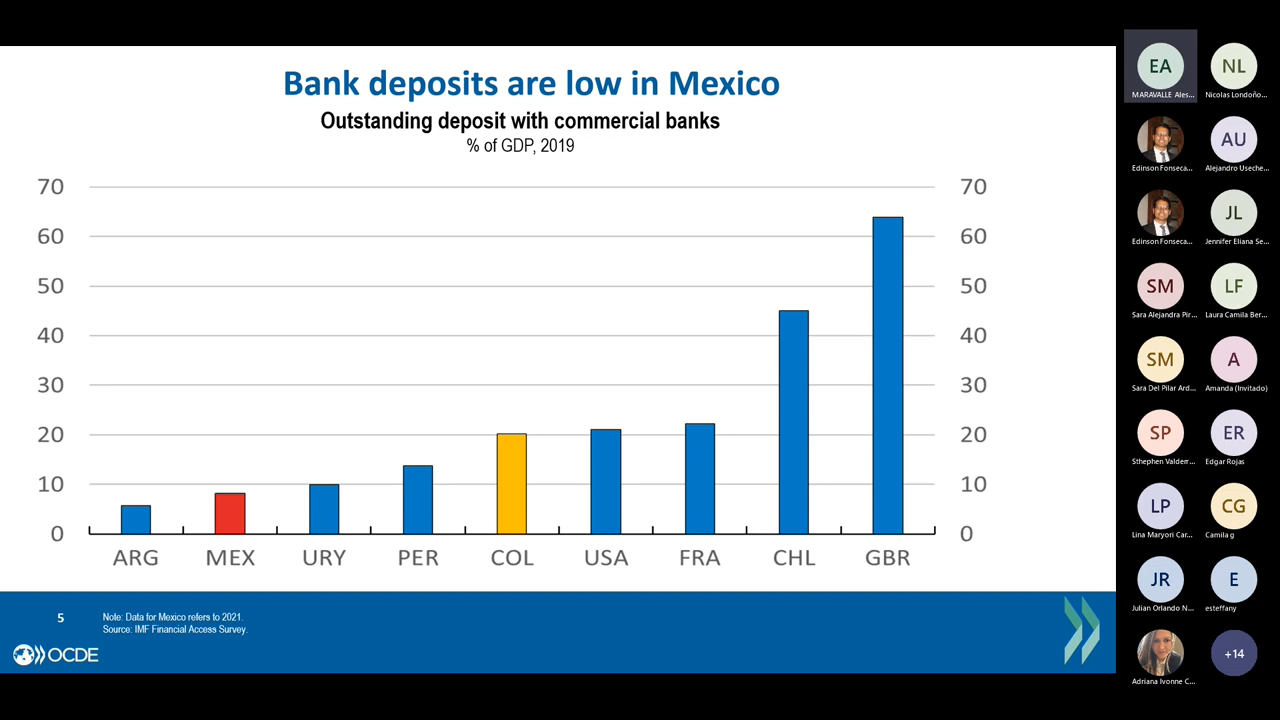 Bank deposits are low in Mexico
Outstanding deposit with commercial banks
% of GDP, 2019
70 70
60 60
50 50
40 40
30 30
20 20
10 10
0 0
ARG MEX URY PER COL USA FRA CHL GBR
5
Note: Data for Mexico refers to 2021.
Source: IMF Financial Access Survey.
OCDE
EA NL
MARAVALLE Ales... Nicolas Londoño...
AU
Edinson Fonseca... Alejandro Useche...
JL
Edinson Fonseca... Jennifer Eliana Se...
SM LF
Sara Alejandra Pir... Laura Camila Ber...
SM A
Sara Del Pilar Ard... Amanda (Invitado)
SP ER
Sthephen Valderr... Edgar Rojas
LP CG
Lina Maryori Car... Camila g
JR E
Julian Orlando N... esteffany
+14
Adriana Ivonne C...